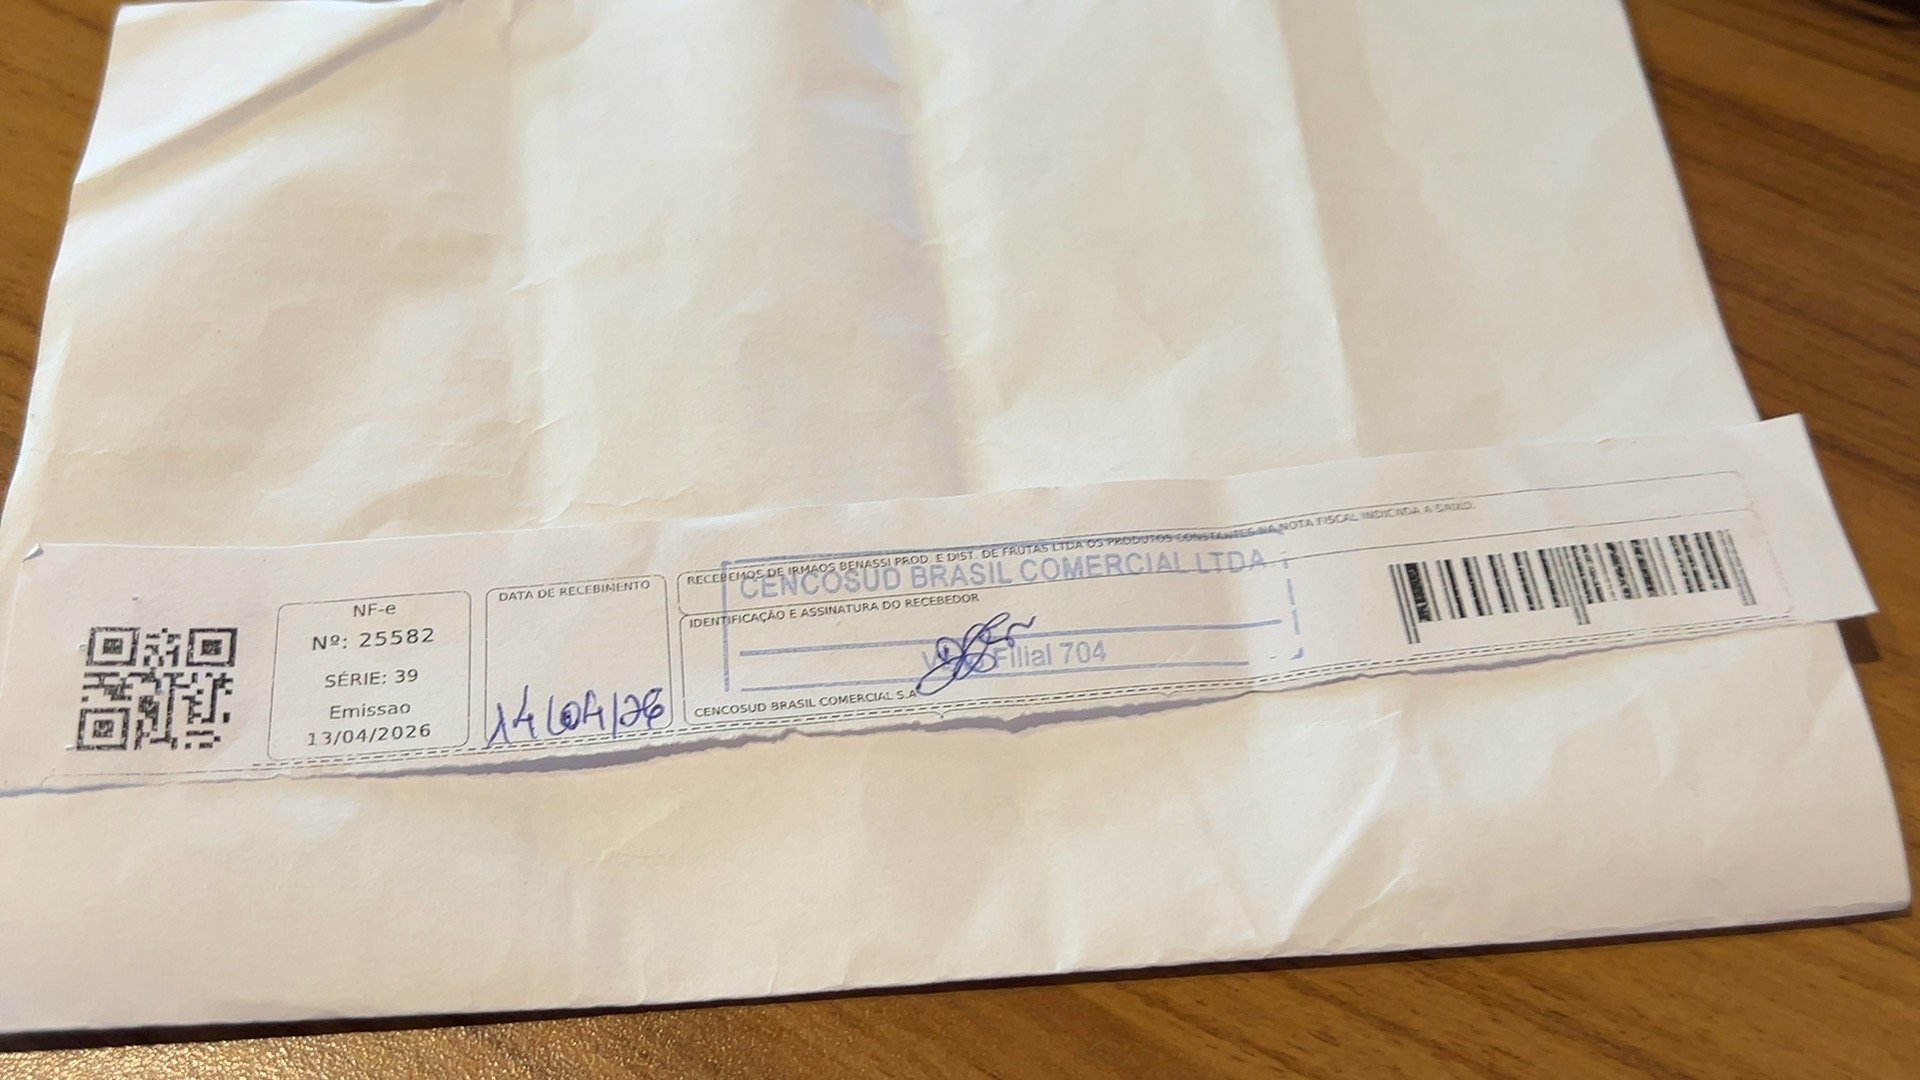 NF-e
Nº: 25582
SÉRIE: 39
Emissao
13/04/2026
DATA DE RECEBIMENTO
14/04/26
RECEBEMOS DE IRMAOS BENASSI PROD. E DIST. DE FRUTAS LTDA OS PRODUTOS CONSTANTES NA NOTA FISCAL INDICADA A BAIXO.
CENCOSUD BRASIL COMERCIAL LTDA
IDENTIFICAÇÃO E ASSINATURA DO RECEBEDOR
Filial 704
CENCOSUD BRASIL COMERCIAL S.A